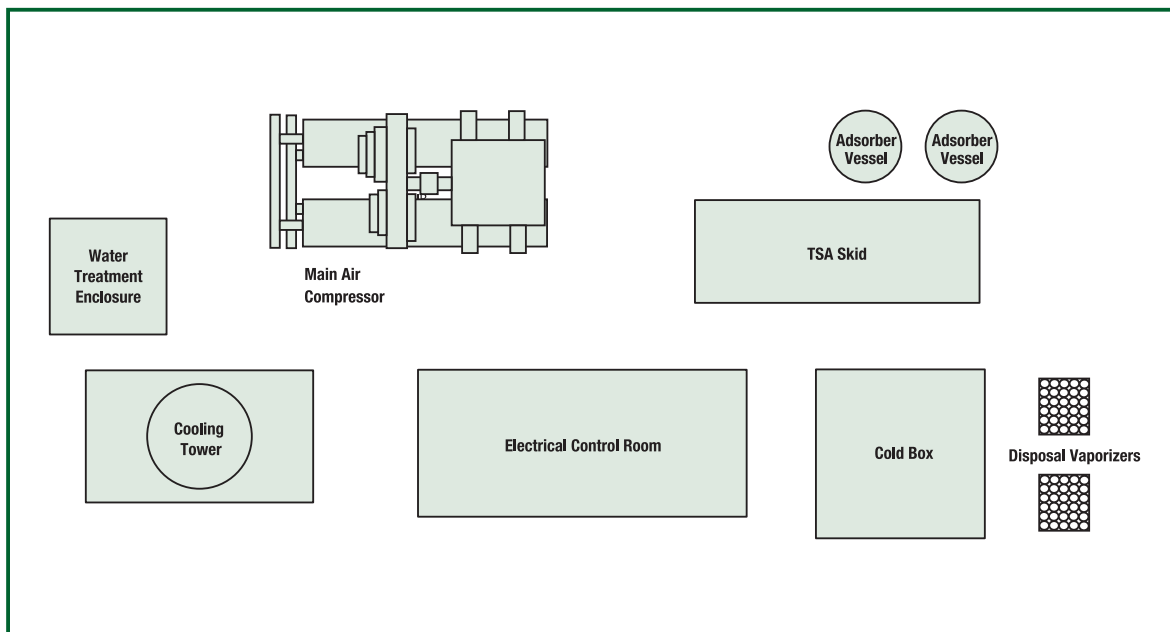 Adsorber
Vessel
Adsorber
Vessel
TSA Skid
Water
Treatment
Enclosure
Main Air
Compressor
Cooling
Tower
Electrical Control Room
Cold Box
Disposal Vaporizers